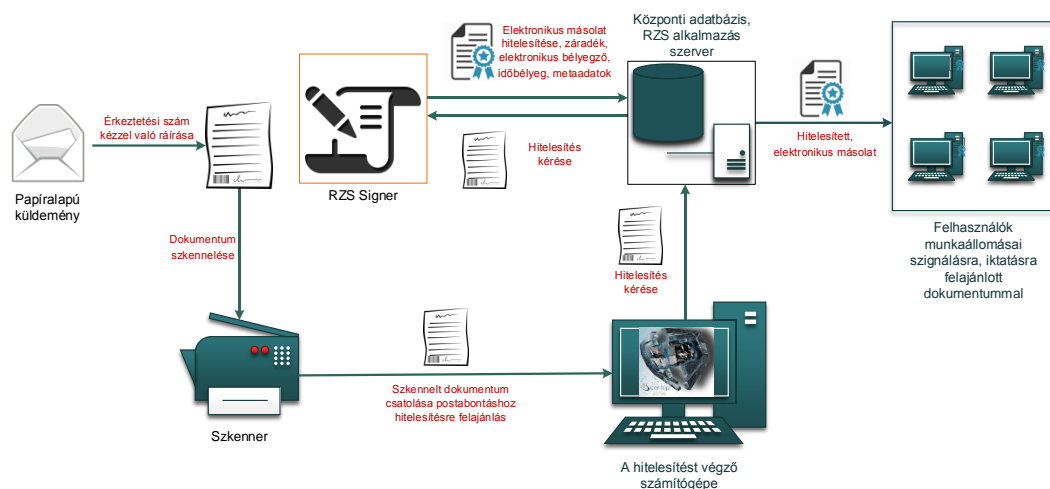 Elektronikus másolat
hitelesítése, záradék,
elektronikus bélyegző,
időbélyeg, metaadatok
Központi adatbázis,
RZS alkalmazás
szerver
Érkeztetési szám
kézzel való ráírása
Papíralapú
küldemény
RZS Signer
Hitelesítés
kérése
Hitelesített,
elektronikus másolat
Felhasználók
munkaállomásai
szignálásra, iktatásra
felajánlott
dokumentummal
Dokumentum
szkennelése
Hitelesítés
kérése
Szkennelt dokumentum
csatolása postabontáshoz
hitelesítésre felajánlás
Szkenner
A hitelesítést végző
számítógépe